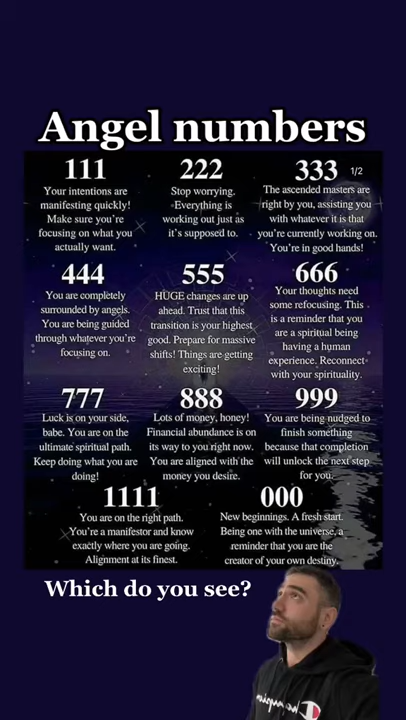 Angel numbers
111
Your intentions are
manifesting quickly!
Make sure you're
focusing on what you
actually want.
222
Stop worrying.
Everything is
working out just as
it's supposed to.
333
1/2
The ascended masters are
right by you, assisting you
with whatever it is that
you're currently working on.
You're in good hands!
444
You are completely
surrounded by angels.
You are being guided
through whatever you're
focusing on.
555
HUGE changes are up
ahead. Trust that this
transition is your highest
good. Prepare for massive
shifts! Things are getting
exciting!
666
Your thoughts need
some refocusing. This
is a reminder that you
are a spiritual being
having a human
experience. Reconnect
with your spirituality.
777
Luck is on your side,
babe. You are on the
ultimate spiritual path.
Keep doing what you are
doing!
888
Lots of money, honey!
Financial abundance is on
its way to you right now.
You are aligned with the
money you desire.
999
You are being nudged to
finish something
because that completion
will unlock the next step
for you.
1111
You are on the right path.
You're a manifestor and know
exactly where you are going.
Alignment at its finest.
000
New beginnings. A fresh start.
Being one with the universe, a
reminder that you are the
creator of your own destiny.
Which do you see?
Champion